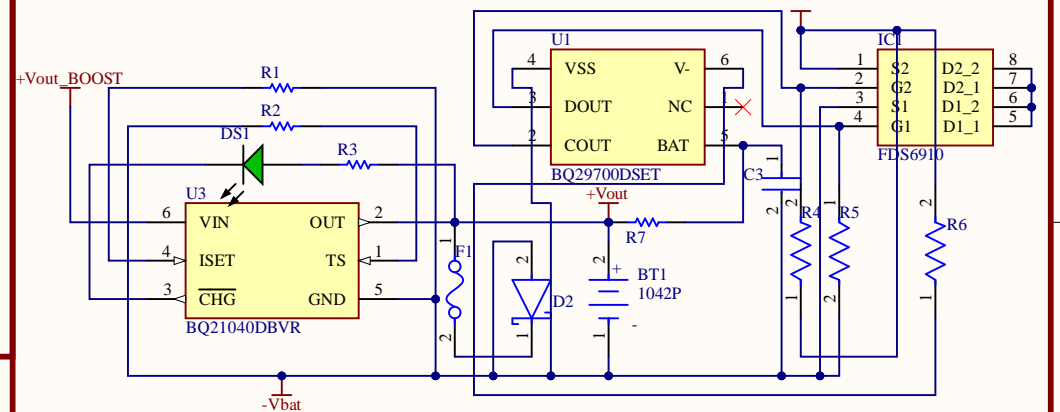 +Vout_BOOST
R1
R2
DS1
R3
U3
6 VIN OUT 2
4 ISET TS 1
3 CHG GND 5
BQ21040DBVR
-Vbat
1 F1 2
2 D2 1
+Vout
R7
2 + BT1
1042P
- 1
U1
4 VSS V- 6
3 DOUT NC 1
2 COUT BAT 5
BQ29700DSET
C3 1 2
2 R4 1
1 R5 2
2 R6 1
IC1
1 S2 D2_2 8
2 G2 D2_1 7
3 S1 D1_2 6
4 G1 D1_1 5
FDS6910